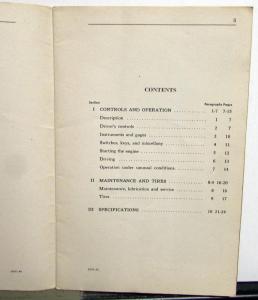 3
CONTENTS
Section Paragraphs Pages
I CONTROLS AND OPERATION 1-7 7-15
Description 1 7
Driver's controls 2 7
Instruments and gages 3 10
Switches, keys, and miscellany 4 11
Starting the engine 5 12
Driving 6 13
Operation under unusual conditions 7 14
II MAINTENANCE AND TIRES 8-9 16-20
Maintenance, lubrication and service 8 16
Tires 9 17
III SPECIFICATIONS 10 21-24